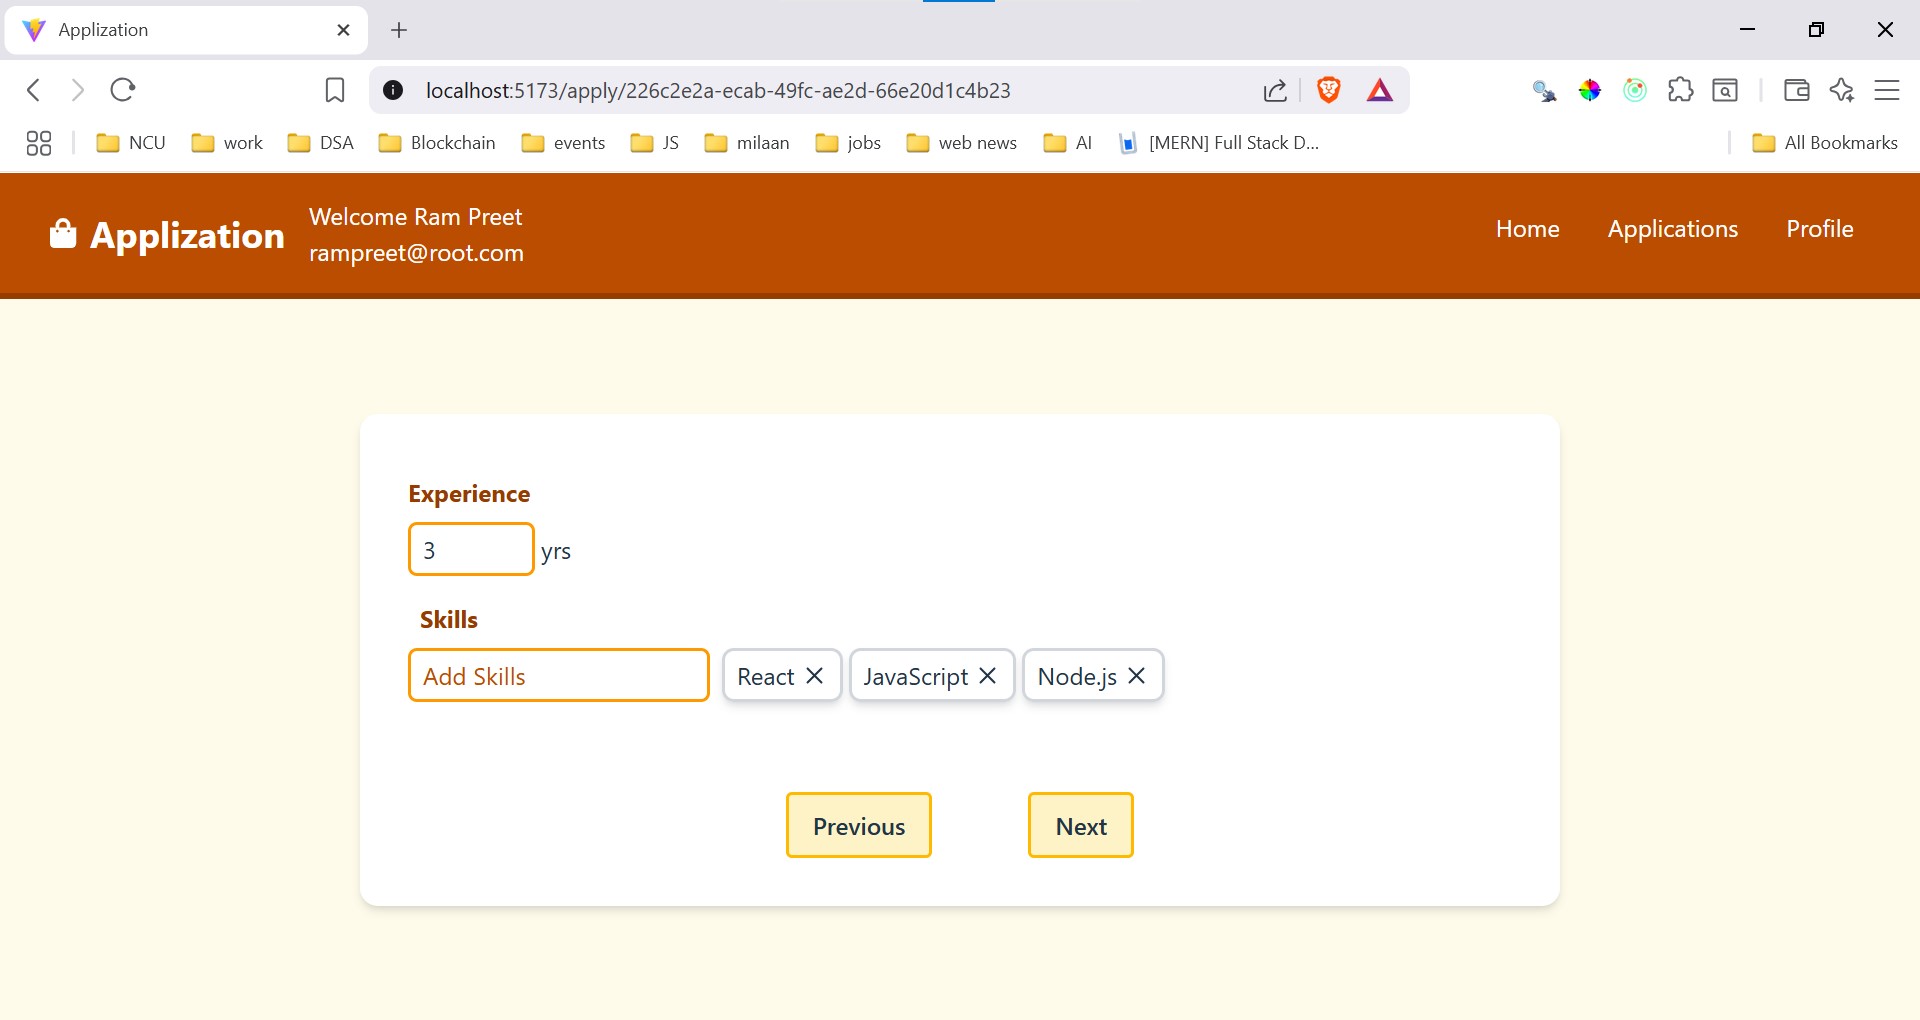 Applization
localhost:5173/apply/226c2e2a-ecab-49fc-ae2d-66e20d1c4b23
NCU work DSA Blockchain events JS milaan jobs web news AI [MERN] Full Stack D... All Bookmarks
Applization
Welcome Ram Preet
rampreet@root.com
Home Applications Profile
Experience
3 yrs
Skills
Add Skills React JavaScript Node.js
Previous Next